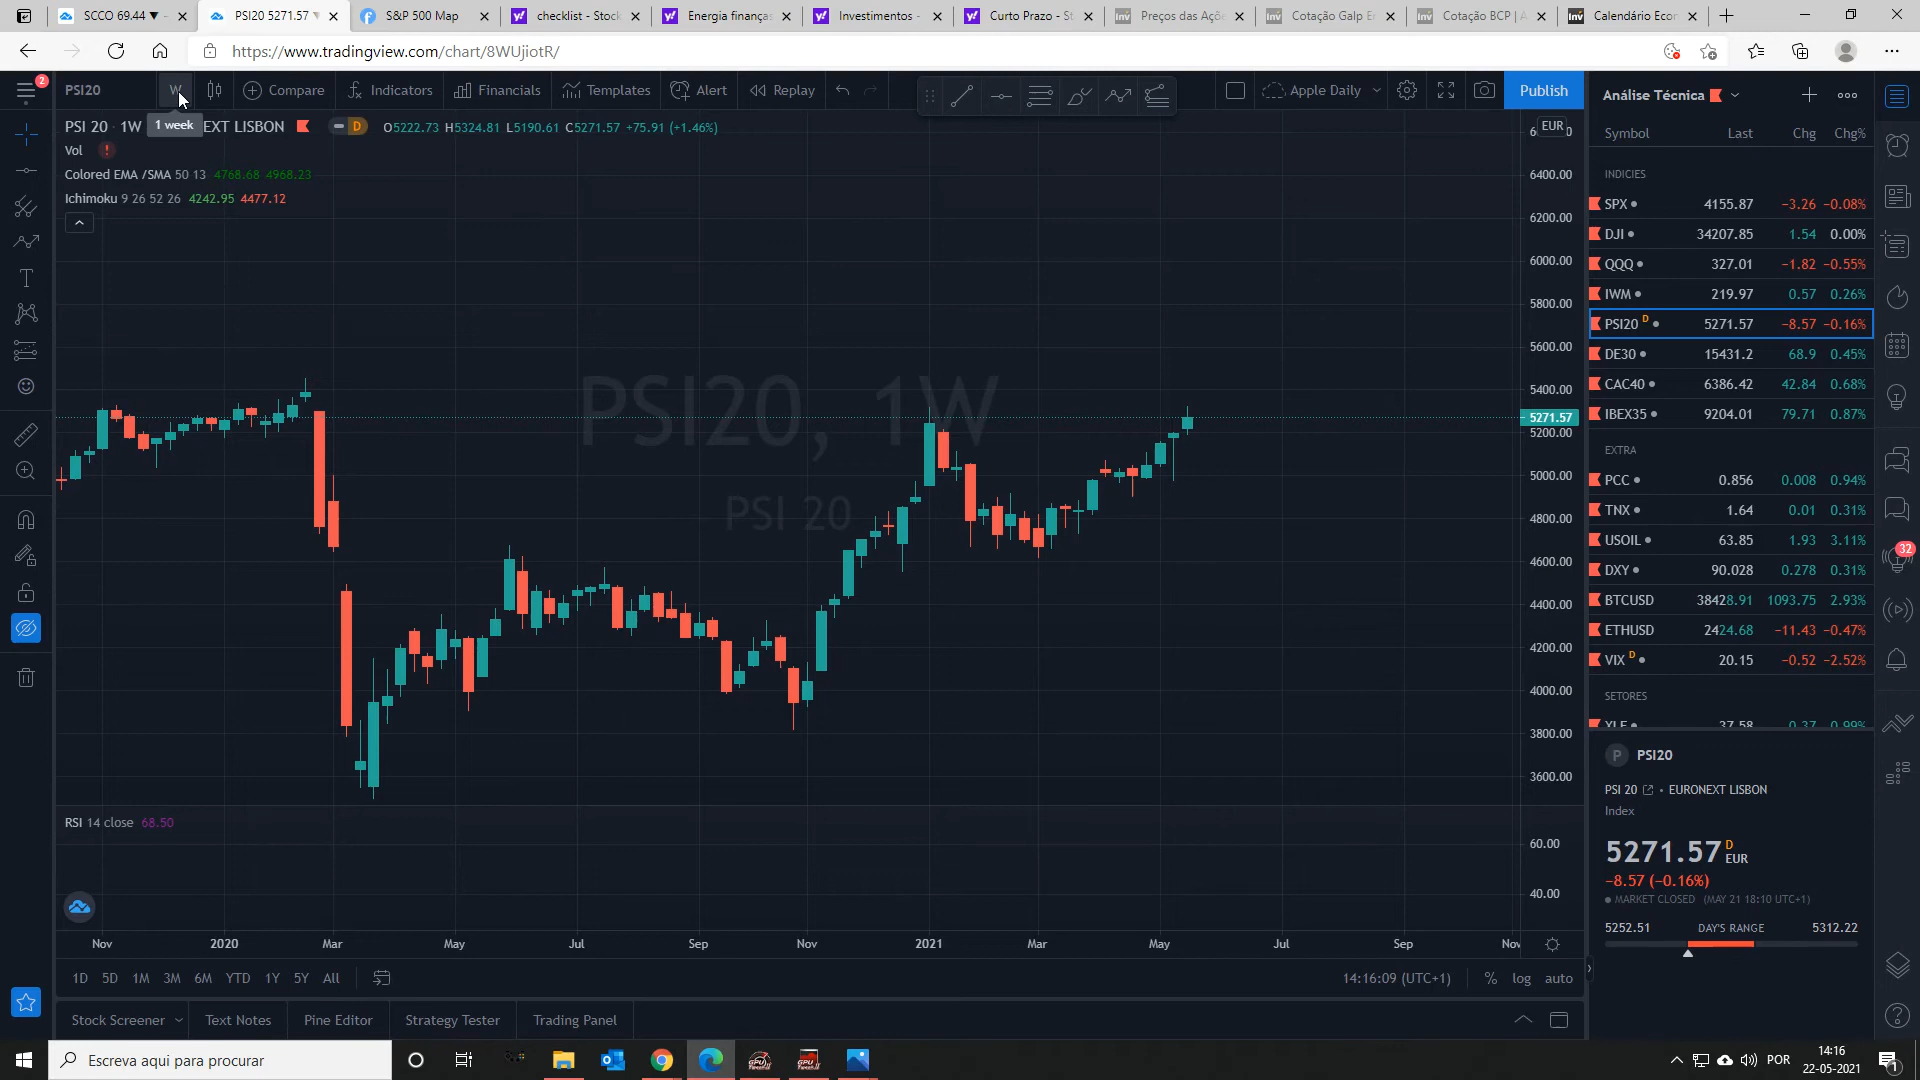 SCCO 69.44 ▼
PSI20 5271.57
S&P 500 Map
checklist - Stock
Energia finanças
Investimentos -
Curto Prazo - St
Preços das Açõe
Cotação Galp E
Cotação BCP | A
Calendário Econ
https://www.tradingview.com/chart/8WUjiotR/
2
PSI20
W
Compare
Indicators
Financials
Templates
Alert
Replay
Apple Daily
Publish
Análise Técnica
PSI 20 · 1W
1 week
EXT LISBON
D
O5222.73 H5324.81 L5190.61 C5271.57 +75.91 (+1.46%)
EUR
Vol
Colored EMA /SMA 50 13 4768.68 4968.23
Ichimoku 9 26 52 26 4242.95 4477.12
PSI20, 1W
PSI 20
6400.00
6200.00
6000.00
5800.00
5600.00
5400.00
5271.57
5200.00
5000.00
4800.00
4600.00
4400.00
4200.00
4000.00
3800.00
3600.00
RSI 14 close 68.50
60.00
40.00
Nov 2020 Mar May Jul Sep Nov 2021 Mar May Jul Sep Nov
1D 5D 1M 3M 6M YTD 1Y 5Y All
14:16:09 (UTC+1) % log auto
Stock Screener
Text Notes
Pine Editor
Strategy Tester
Trading Panel
Symbol Last Chg Chg%
INDICIES
SPX 4155.87 −3.26 −0.08%
DJI 34207.85 1.54 0.00%
QQQ 327.01 −1.82 −0.55%
IWM 219.97 0.57 0.26%
PSI20 D 5271.57 −8.57 −0.16%
DE30 15431.2 68.9 0.45%
CAC40 6386.42 42.84 0.68%
IBEX35 9204.01 79.71 0.87%
EXTRA
PCC 0.856 0.008 0.94%
TNX 1.64 0.01 0.31%
USOIL 63.85 1.93 3.11%
DXY 90.028 0.278 0.31%
BTCUSD 38428.91 1093.75 2.93%
ETHUSD 2424.68 −11.43 −0.47%
VIX D 20.15 −0.52 −2.52%
SETORES
XLE 37.58 0.37 0.99%
32
P PSI20
PSI 20 • EURONEXT LISBON
Index
5271.57 D EUR
−8.57 (−0.16%)
MARKET CLOSED (MAY 21 18:10 UTC+1)
5252.51 DAY'S RANGE 5312.22
Escreva aqui para procurar
POR
14:16
22-05-2021
1